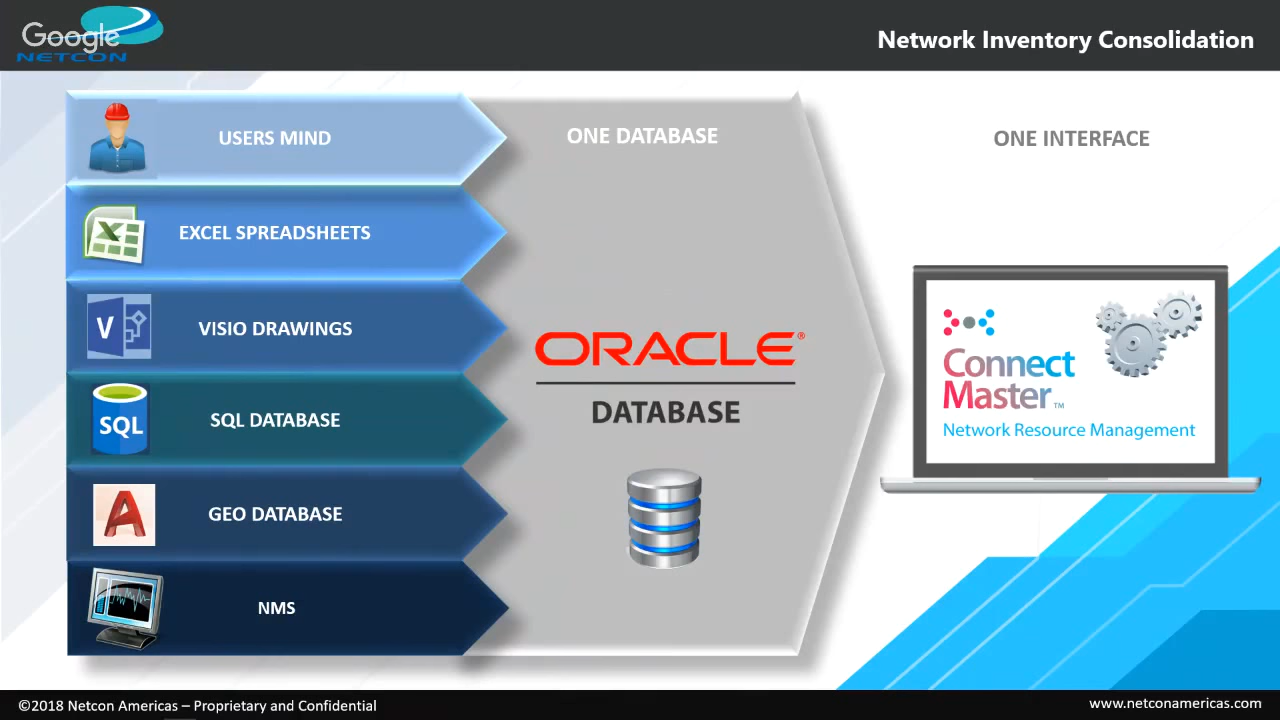 Google
NETCON
Network Inventory Consolidation
USERS MIND
EXCEL SPREADSHEETS
X
VISIO DRAWINGS
V
SQL DATABASE
SQL
GEO DATABASE
A
NMS
ONE DATABASE
ORACLE®
DATABASE
ONE INTERFACE
Connect
Master™
Network Resource Management
©2018 Netcon Americas – Proprietary and Confidential
www.netconamericas.com